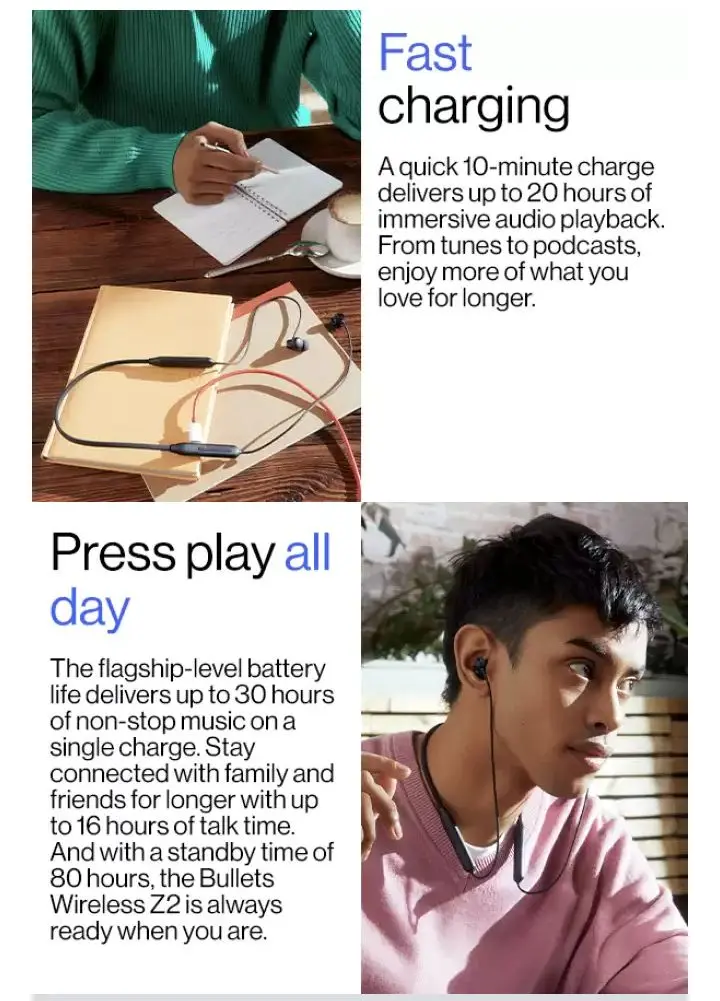 Fast
charging
A quick 10-minute charge
delivers up to 20 hours of
immersive audio playback.
From tunes to podcasts,
enjoy more of what you
love for longer.
Press play all
day
The flagship-level battery
life delivers up to 30 hours
of non-stop music on a
single charge. Stay
connected with family and
friends for longer with up
to 16 hours of talk time.
And with a standby time of
80 hours, the Bullets
Wireless Z2 is always
ready when you are.